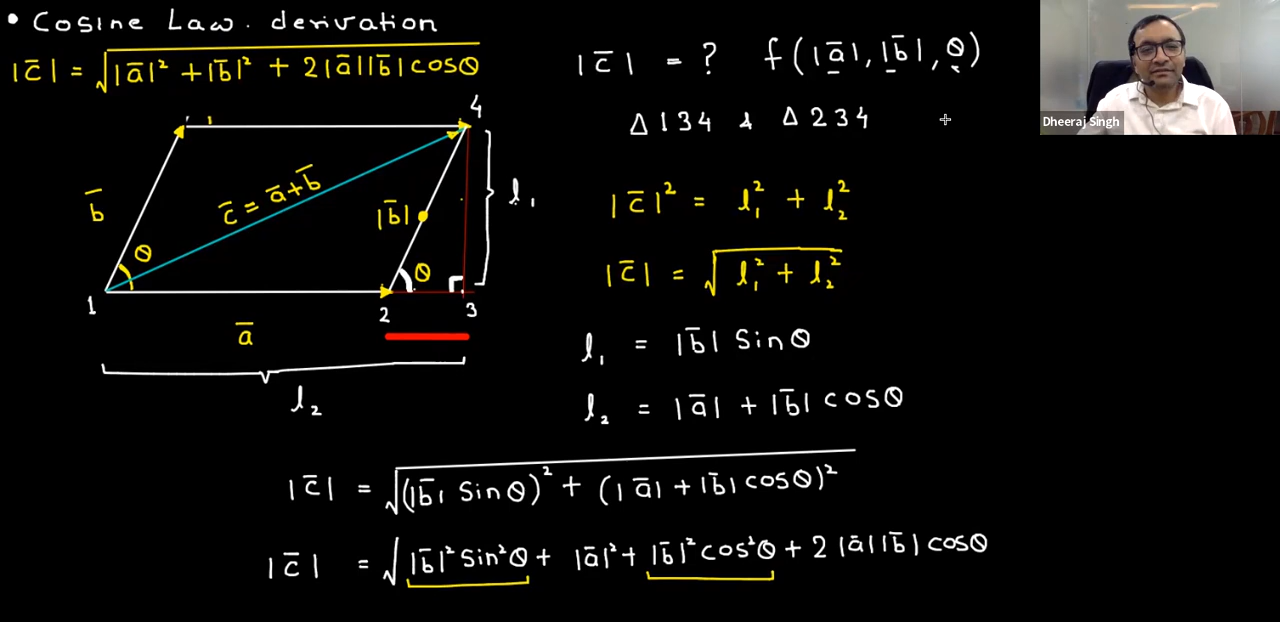 • Cosine Law. derivation
|c̄| = √(|ā|² + |b̄|² + 2|ā||b̄| cosθ)
|c̄| = ? f(|ā|, |b̄|, θ)
Δ134 & Δ234
4
b̄
θ
c̄ = ā+b̄
|b̄|
θ
l₁
1
2
3
ā
l₂
|c̄|² = l₁² + l₂²
|c̄| = √(l₁² + l₂²)
l₁ = |b̄| Sinθ
l₂ = |ā| + |b̄| cosθ
|c̄| = √((|b̄| Sinθ)² + (|ā| + |b̄| cosθ)²)
|c̄| = √|b̄|² Sin²θ + |ā|² + |b̄|² cos²θ + 2|ā||b̄| cosθ
Dheeraj Singh